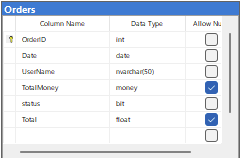 Orders
Column Name Data Type Allow Nu
OrderID int
Date date
UserName nvarchar(50)
TotalMoney money
status bit
Total float